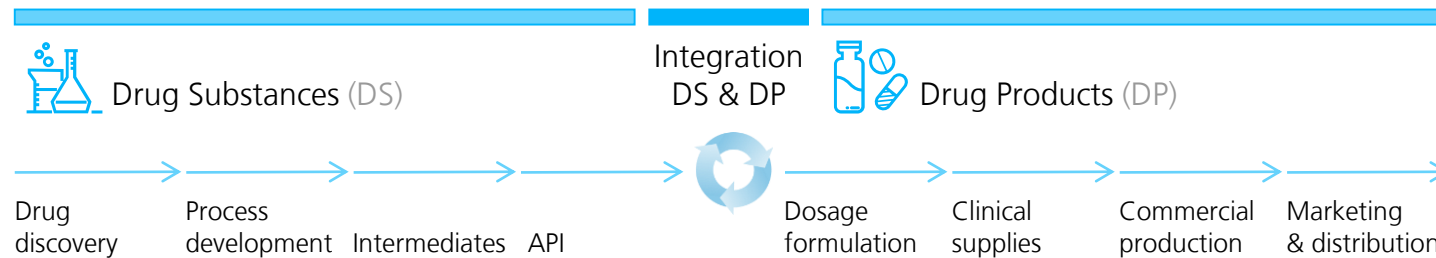 Drug Substances (DS)
Integration
DS & DP
Drug Products (DP)
Drug
discovery
Process
development
Intermediates
API
Dosage
formulation
Clinical
supplies
Commercial
production
Marketing
& distribution